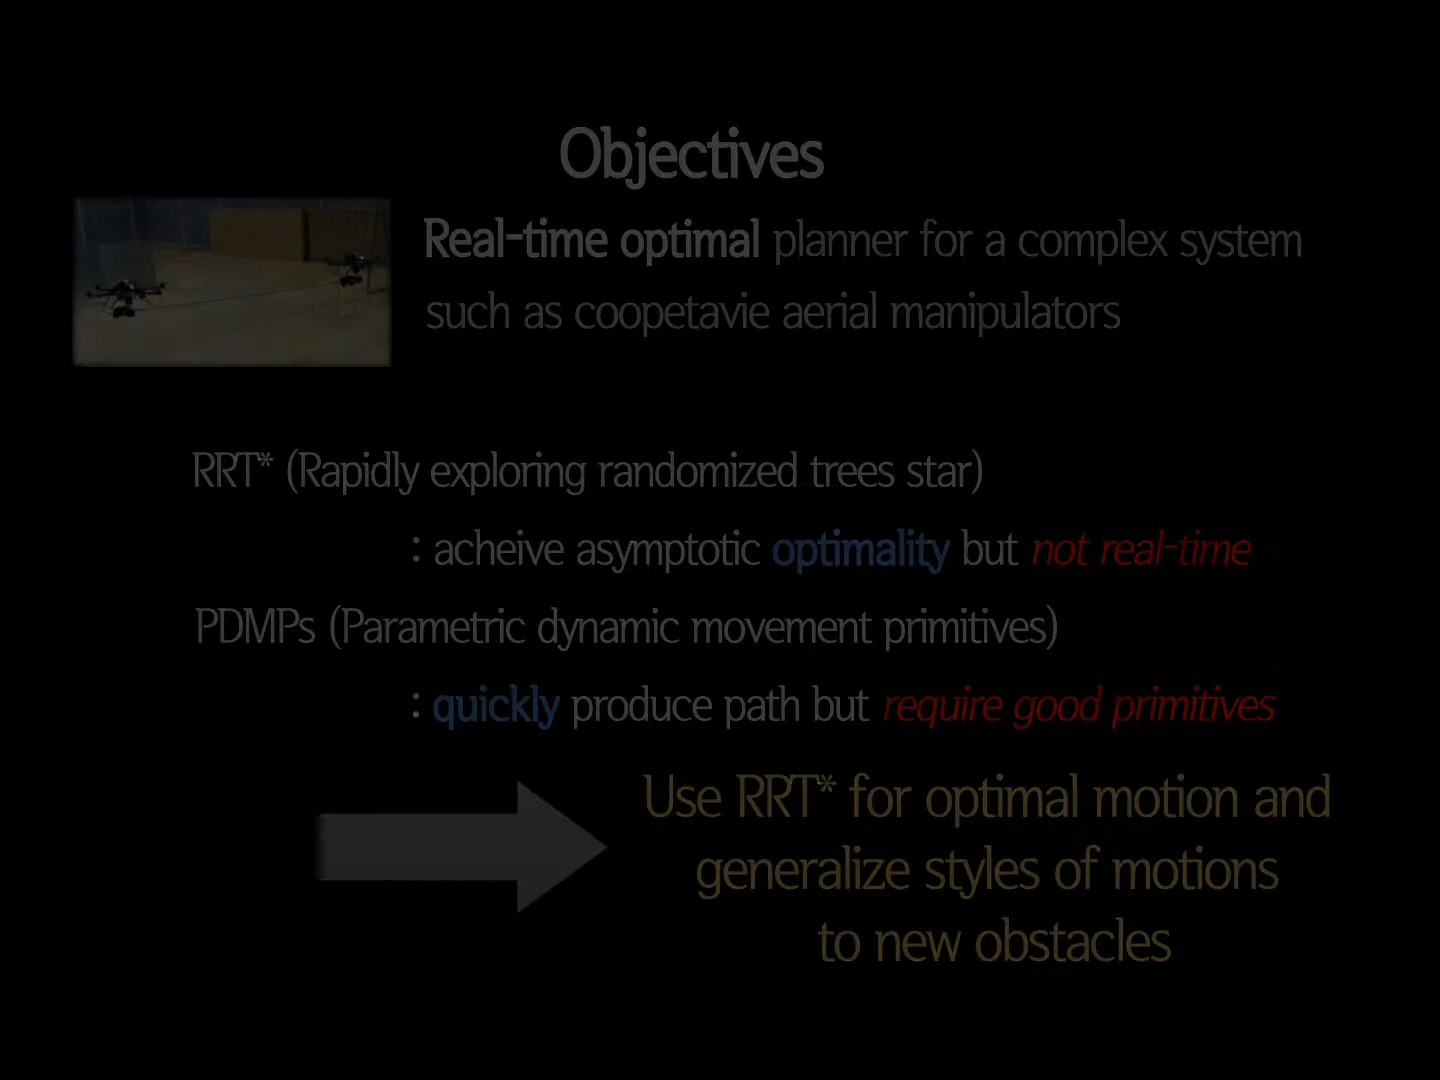 Objectives
Real-time optimal planner for a complex system
such as coopetavie aerial manipulators
RRT* (Rapidly exploring randomized trees star)
: acheive asymptotic optimality but not real-time
PDMPs (Parametric dynamic movement primitives)
: quickly produce path but require good primitives
Use RRT* for optimal motion and
generalize styles of motions
to new obstacles